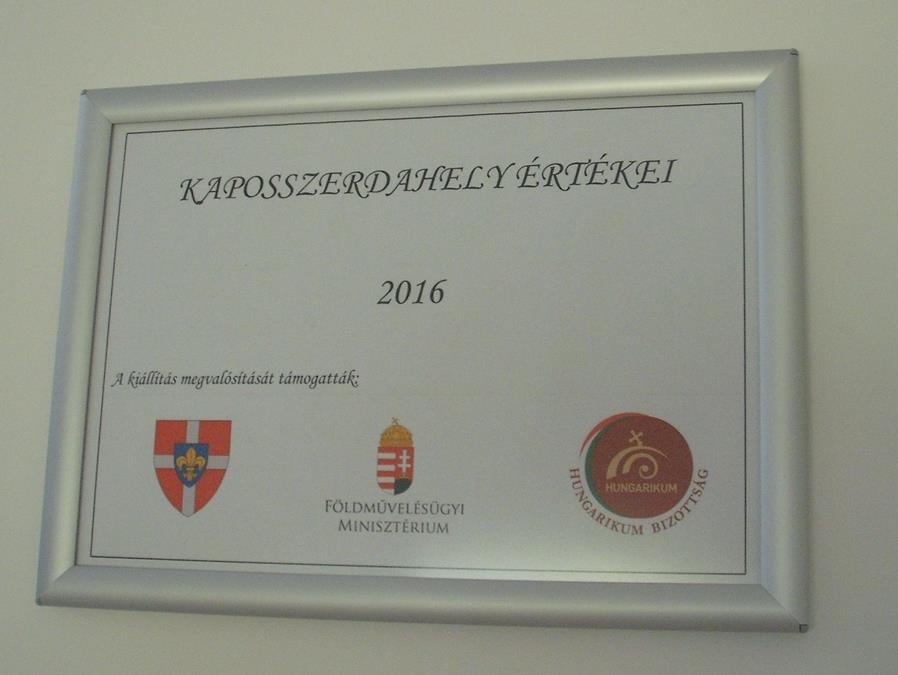 KAPOSSZERDAHELY ÉRTÉKEI
2016
A kiállítás megvalósítását támogatták:
FÖLDMŰVELÉSÜGYI
MINISZTÉRIUM
HUNGARIKUM
HUNGARIKUM BIZOTTSÁG